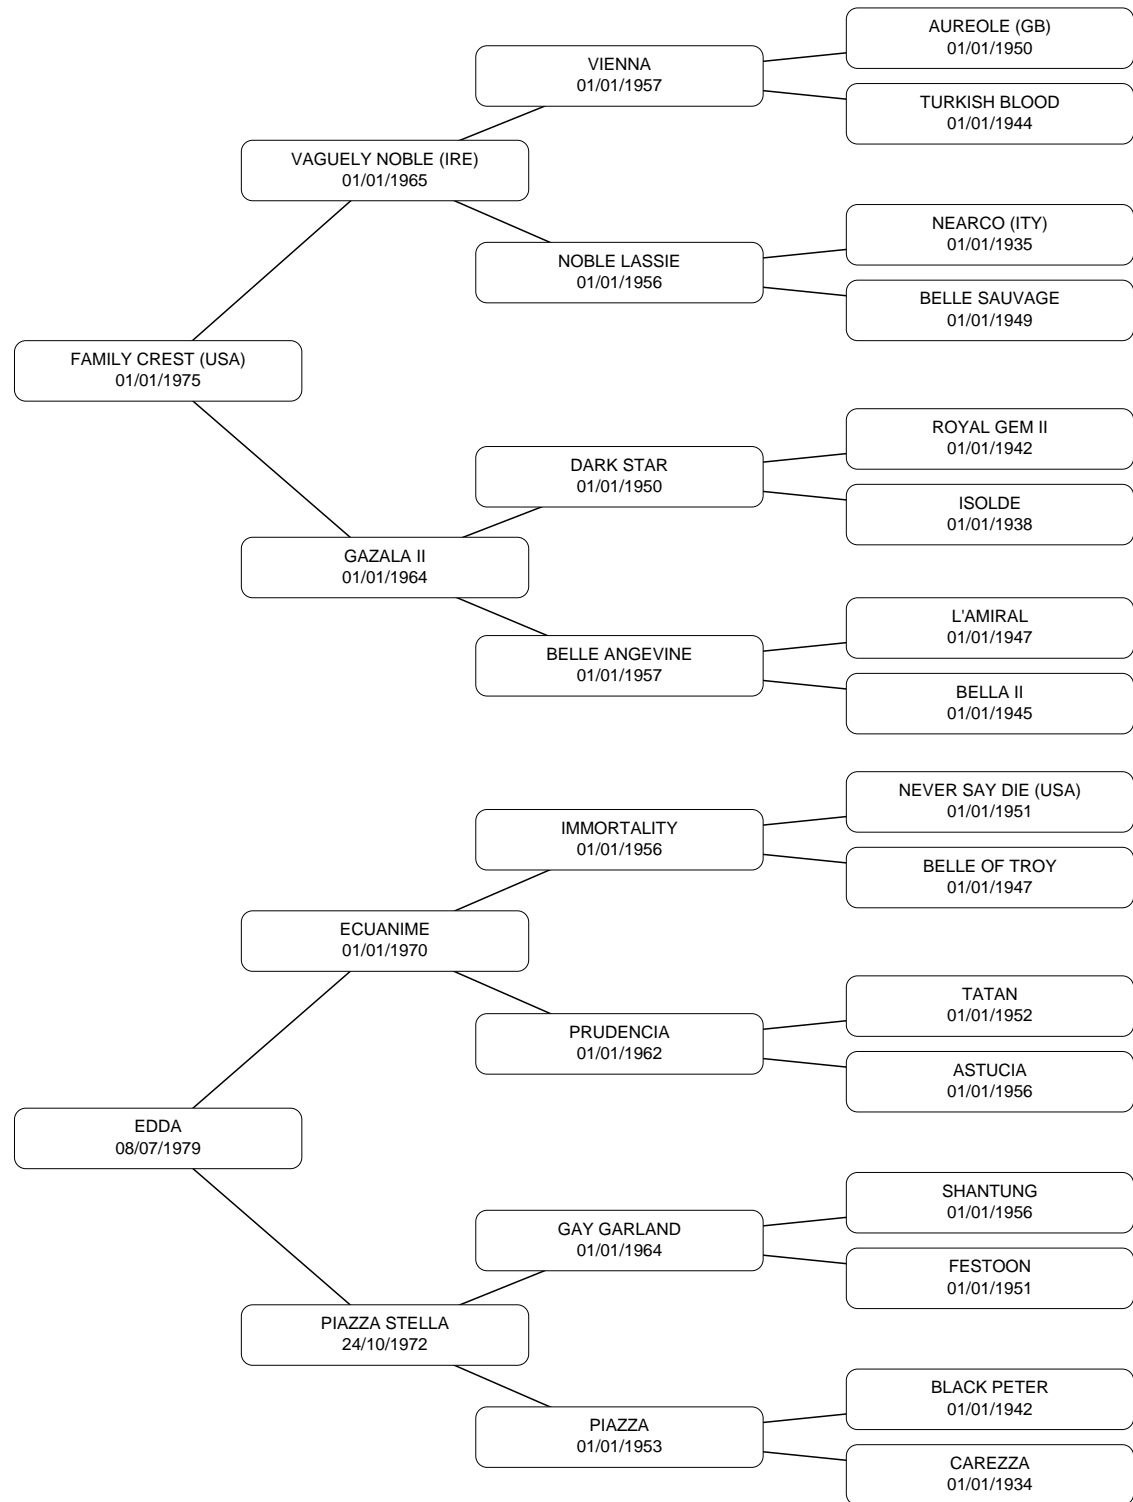 AUREOLE (GB)
01/01/1950
VIENNA
01/01/1957
TURKISH BLOOD
01/01/1944
VAGUELY NOBLE (IRE)
01/01/1965
NEARCO (ITY)
01/01/1935
NOBLE LASSIE
01/01/1956
BELLE SAUVAGE
01/01/1949
FAMILY CREST (USA)
01/01/1975
ROYAL GEM II
01/01/1942
DARK STAR
01/01/1950
ISOLDE
01/01/1938
GAZALA II
01/01/1964
L'AMIRAL
01/01/1947
BELLE ANGEVINE
01/01/1957
BELLA II
01/01/1945
NEVER SAY DIE (USA)
01/01/1951
IMMORTALITY
01/01/1956
BELLE OF TROY
01/01/1947
ECUANIME
01/01/1970
TATAN
01/01/1952
PRUDENCIA
01/01/1962
ASTUCIA
01/01/1956
EDDA
08/07/1979
SHANTUNG
01/01/1956
GAY GARLAND
01/01/1964
FESTOON
01/01/1951
PIAZZA STELLA
24/10/1972
BLACK PETER
01/01/1942
PIAZZA
01/01/1953
CAREZZA
01/01/1934